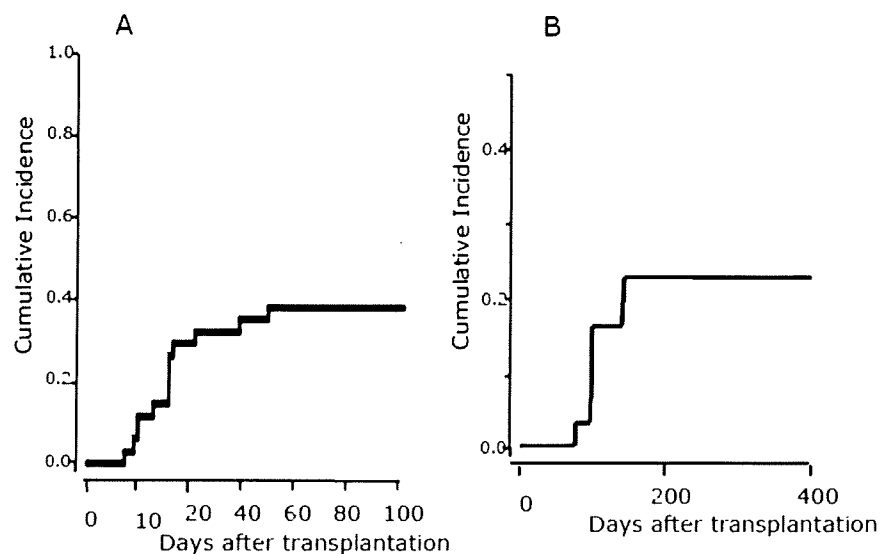 A
Cumulative Incidence
1.0
0.8
0.6
0.4
0.2
0.0
0 10 20 40 60 80 100
Days after transplantation
B
Cumulative Incidence
0.4
0.2
0.0
0 200 400
Days after transplantation